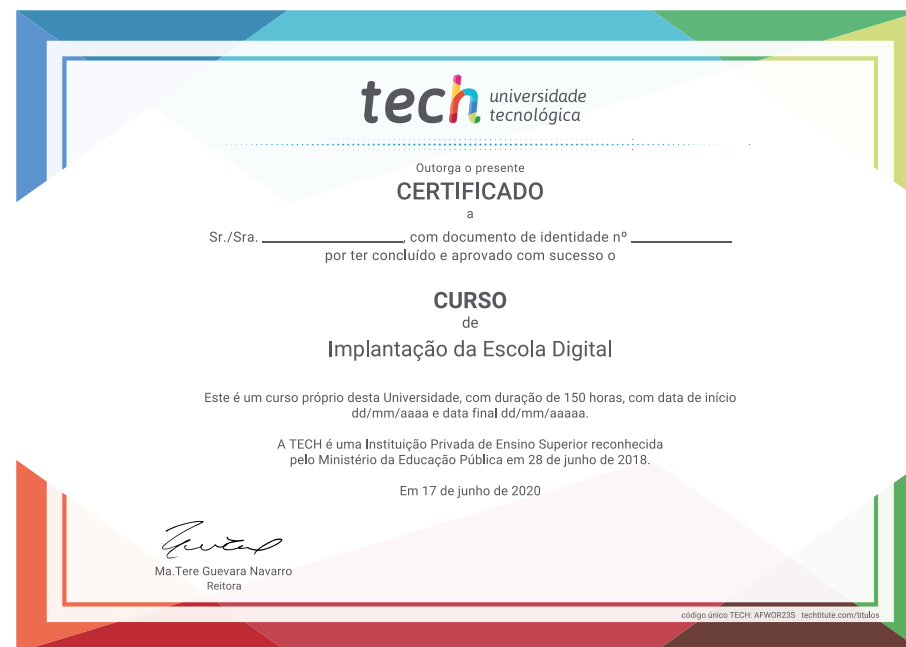 tech universidade
tecnológica
Outorga o presente
CERTIFICADO
a
Sr./Sra. ____________________, com documento de identidade nº ______________
por ter concluído e aprovado com sucesso o
CURSO
de
Implantação da Escola Digital
Este é um curso próprio desta Universidade, com duração de 150 horas, com data de início
dd/mm/aaaa e data final dd/mm/aaaaa.
A TECH é uma Instituição Privada de Ensino Superior reconhecida
pelo Ministério da Educação Pública em 28 de junho de 2018.
Em 17 de junho de 2020
Ma.Tere Guevara Navarro
Reitora
código único TECH: AFWOR23S techtitute.com/titulos